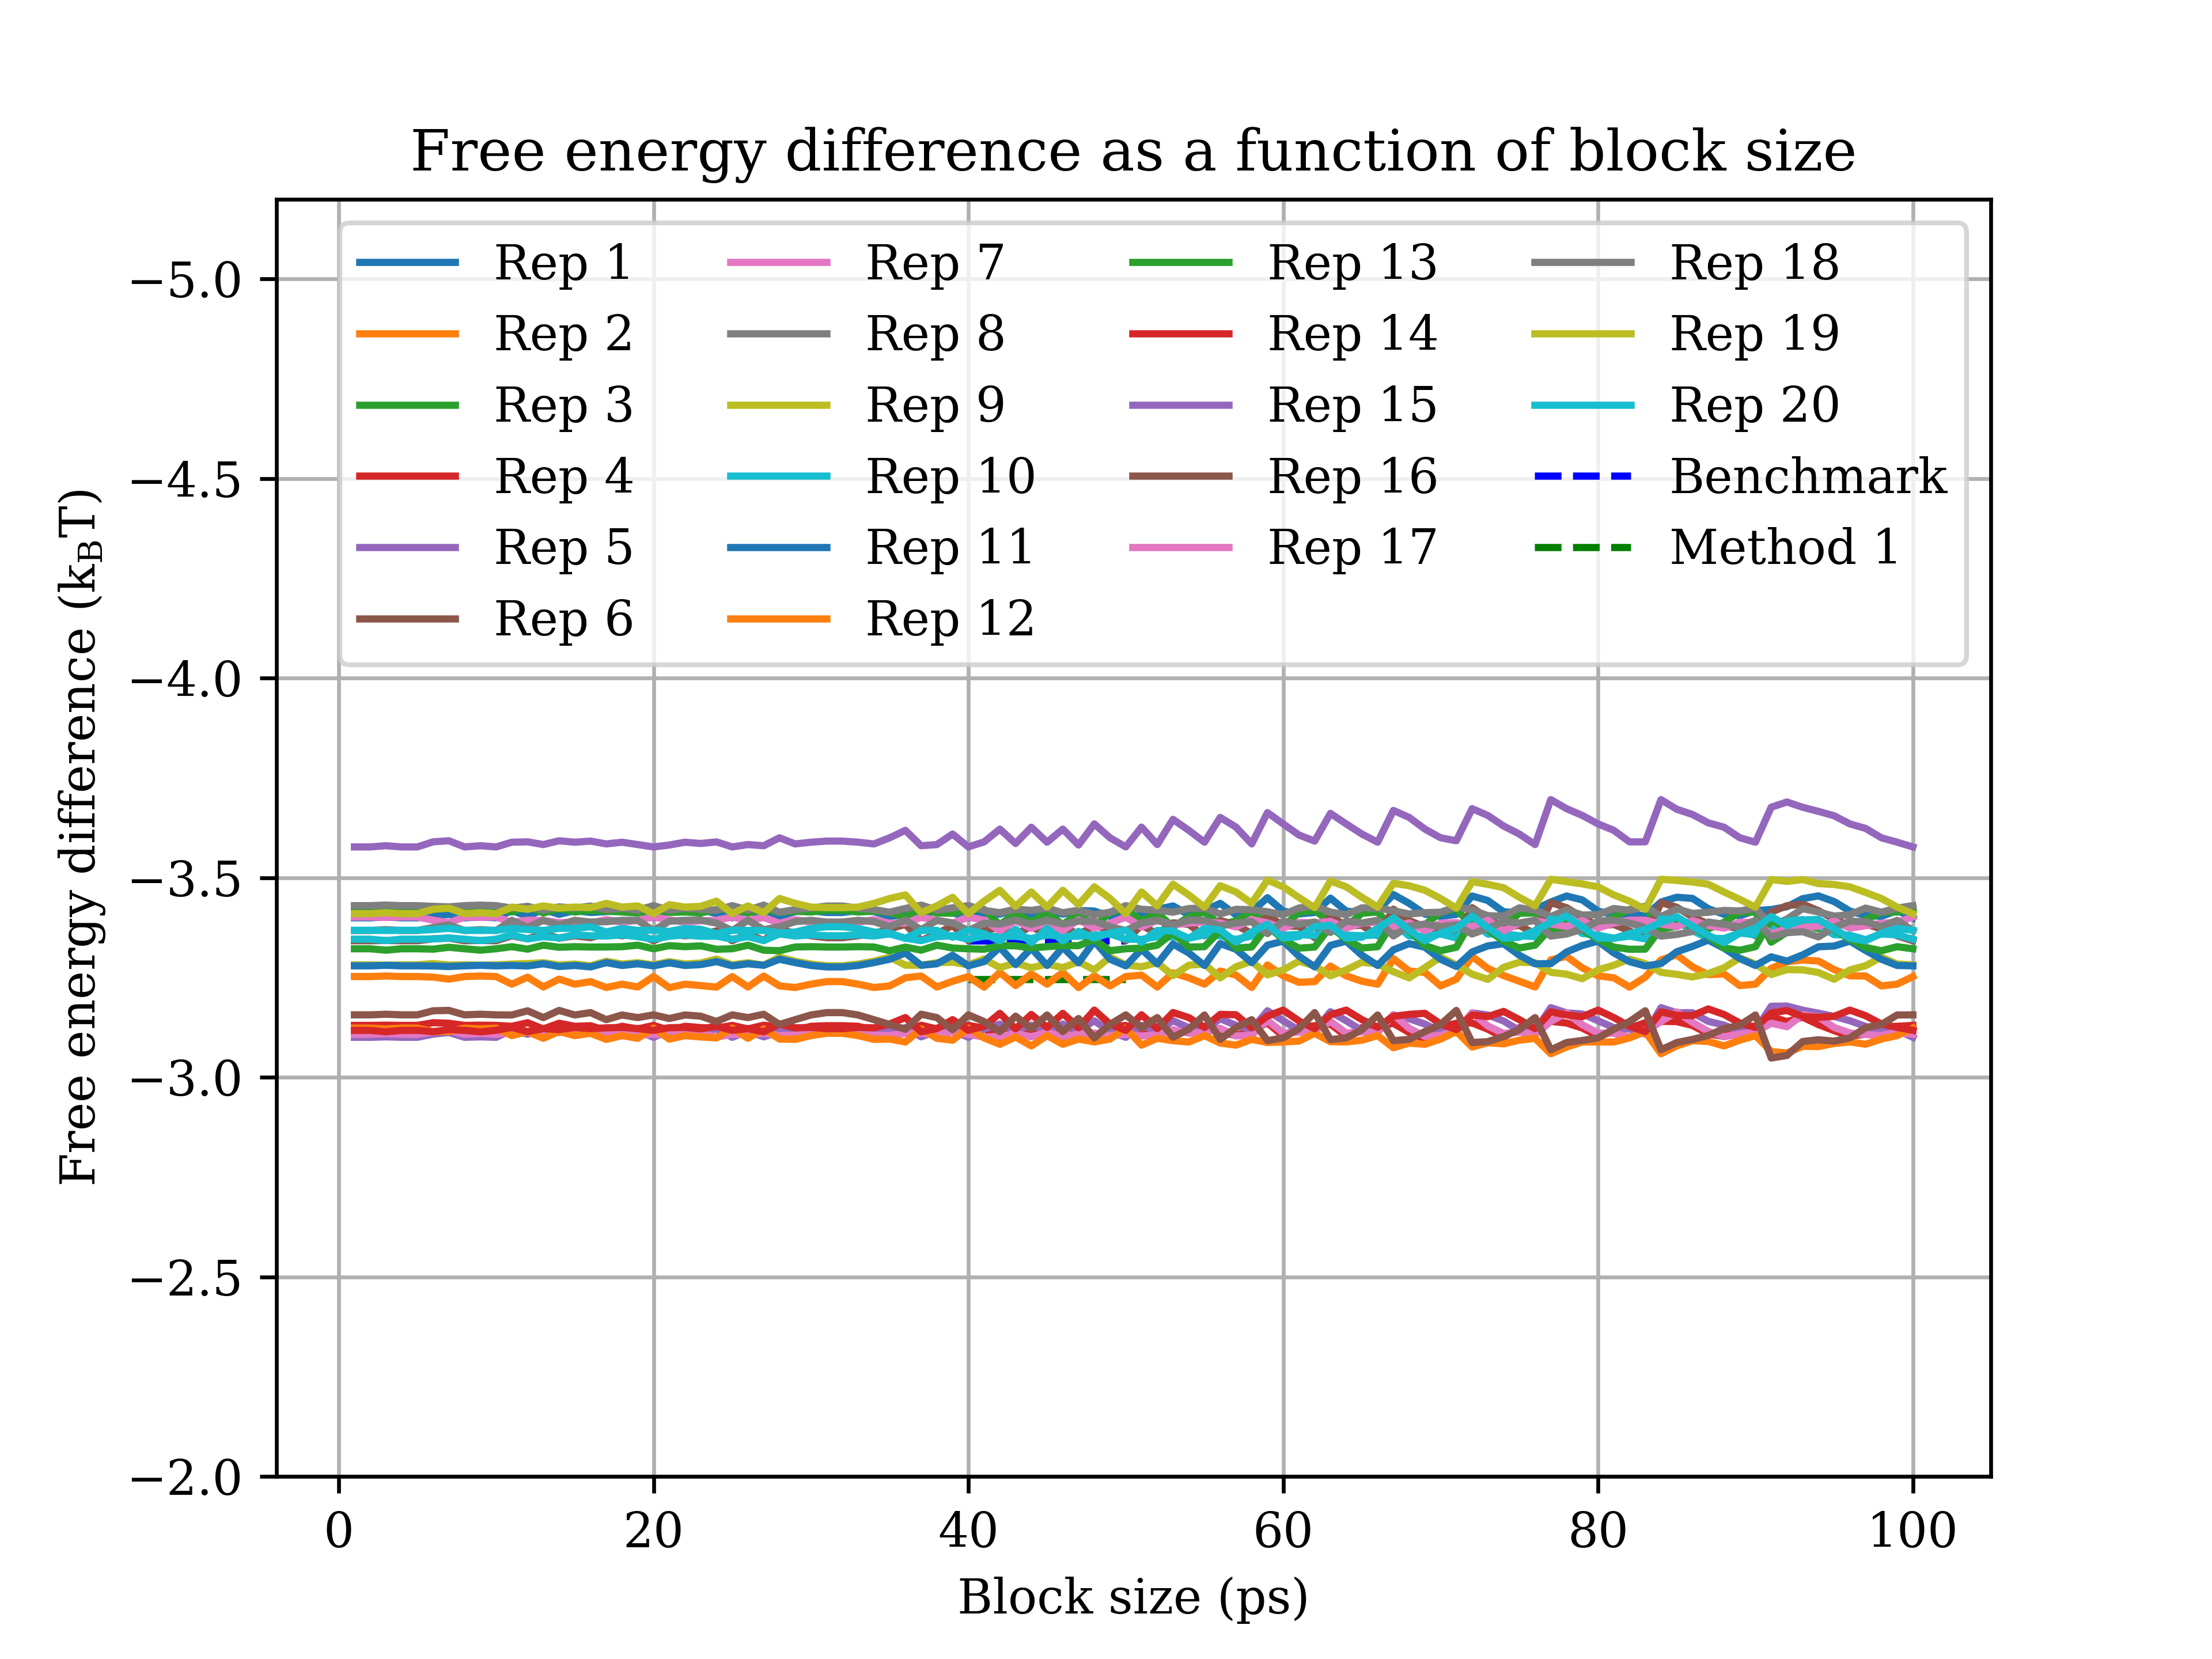 Free energy difference as a function of block size
Free energy difference (k_BT)
−5.0
−4.5
−4.0
−3.5
−3.0
−2.5
−2.0
Rep 1
Rep 2
Rep 3
Rep 4
Rep 5
Rep 6
Rep 7
Rep 8
Rep 9
Rep 10
Rep 11
Rep 12
Rep 13
Rep 14
Rep 15
Rep 16
Rep 17
Rep 18
Rep 19
Rep 20
Benchmark
Method 1
0 20 40 60 80 100
Block size (ps)